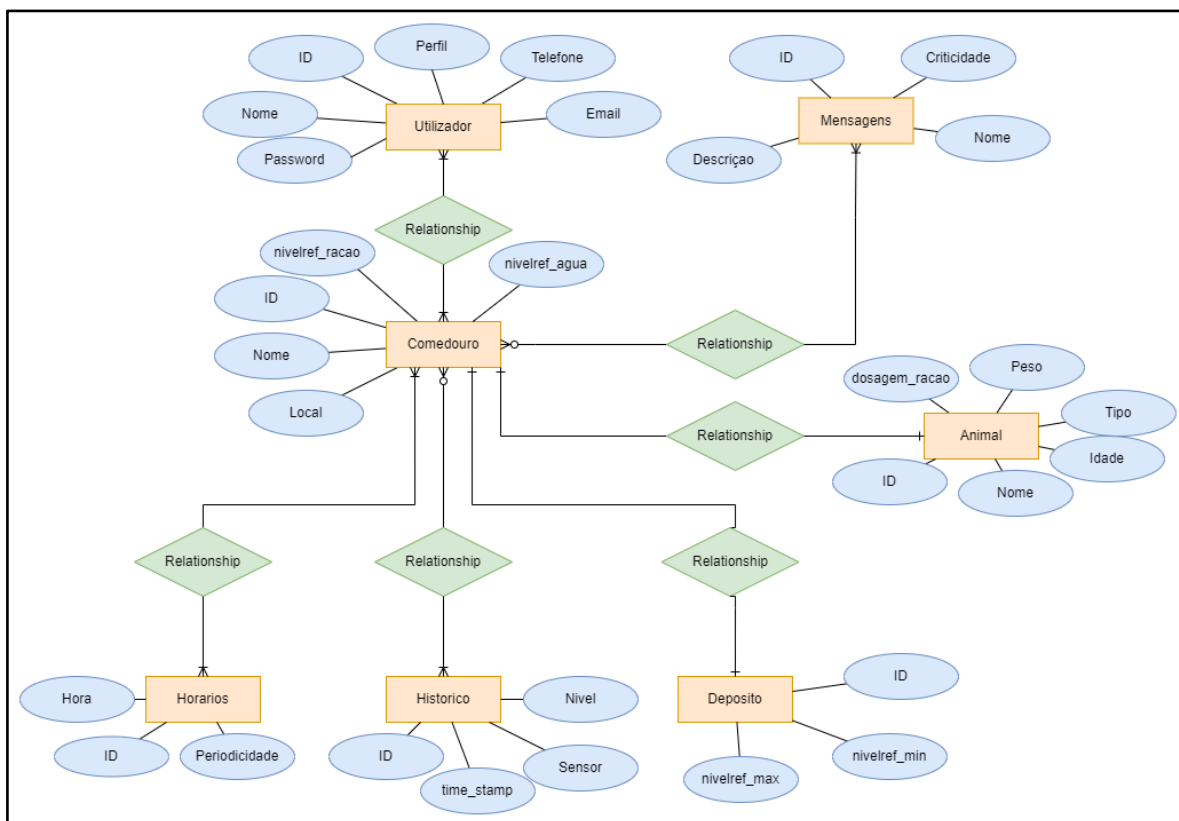 Perfil
ID
Telefone
Nome
Email
Utilizador
Password
ID
Criticidade
Mensagens
Nome
Descriçao
Relationship
nivelref_racao
nivelref_agua
ID
Comedouro
Nome
Local
Relationship
Relationship
dosagem_racao
Peso
Tipo
Animal
Idade
ID
Nome
Relationship
Relationship
Relationship
Hora
Horarios
ID
Periodicidade
Historico
Nivel
ID
time_stamp
Sensor
Deposito
ID
nivelref_min
nivelref_max